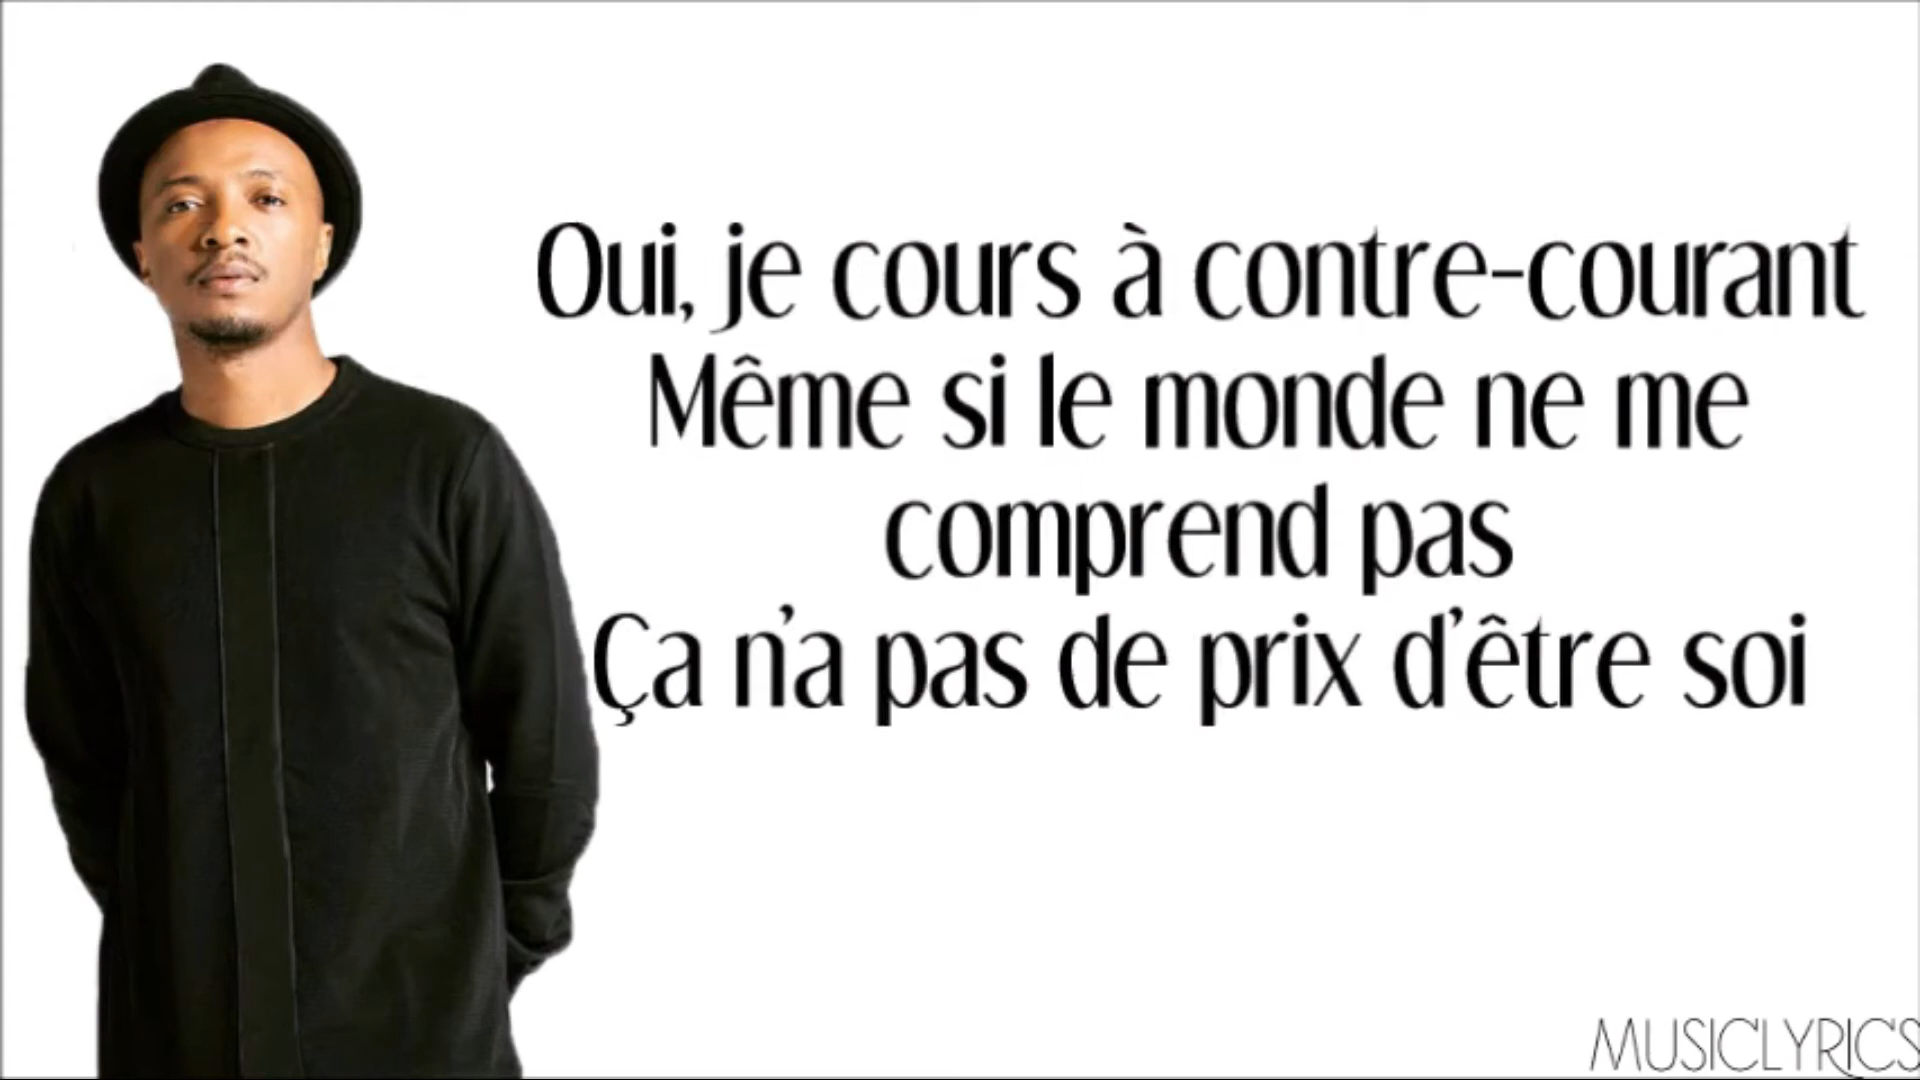 Oui, je cours à contre-courant
Même si le monde ne me
comprend pas
Ça n'a pas de prix d'être soi
MUSICLYRICS